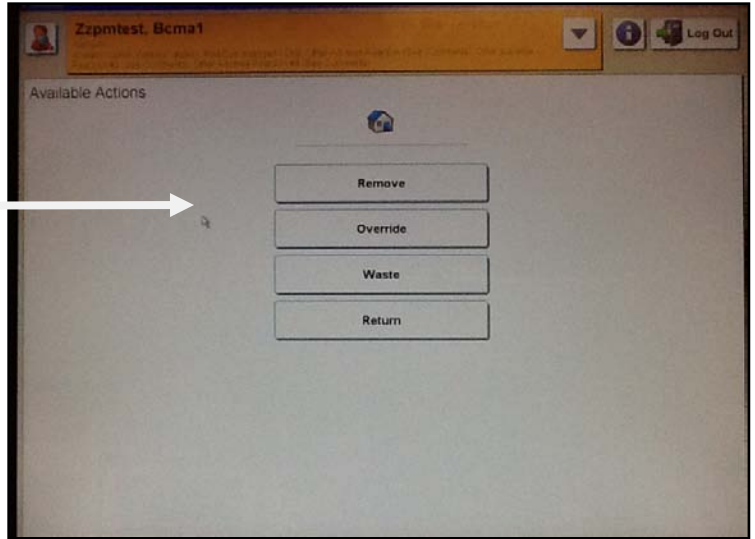 Zzpmtest, Bcma1
Log Out
Available Actions
Remove
Override
Waste
Return